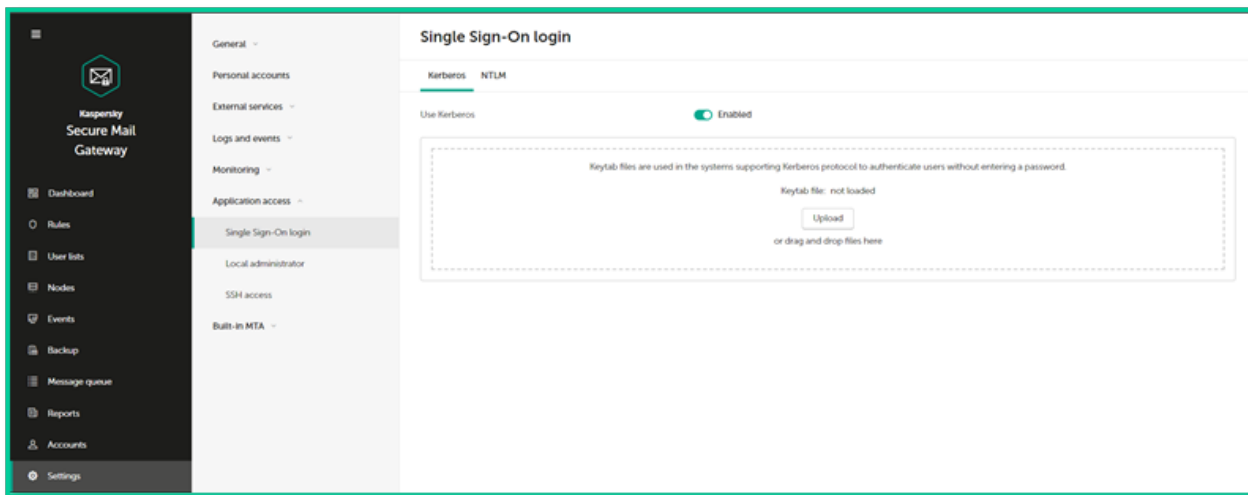 Kaspersky
Secure Mail
Gateway
Dashboard
Rules
User lists
Nodes
Events
Backup
Message queue
Reports
Accounts
Settings
General
Personal accounts
External services
Logs and events
Monitoring
Application access
Single Sign-On login
Local administrator
SSH access
Built-in MTA
Single Sign-On login
Kerberos NTLM
Use Kerberos Enabled
Keytab files are used in the systems supporting Kerberos protocol to authenticate users without entering a password.
Keytab file: not loaded
Upload
or drag and drop files here